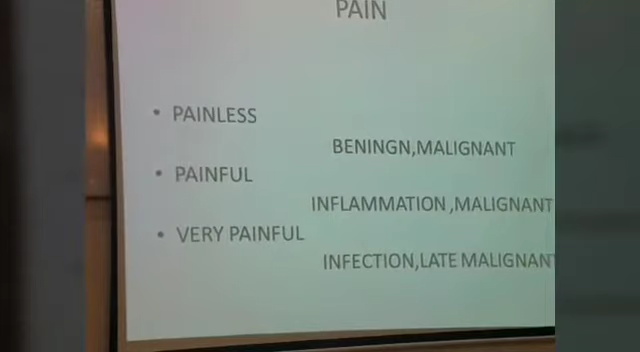 PAIN
• PAINLESS
BENINGN,MALIGNANT
• PAINFUL
INFLAMMATION ,MALIGNANT
• VERY PAINFUL
INFECTION,LATE MALIGNANT